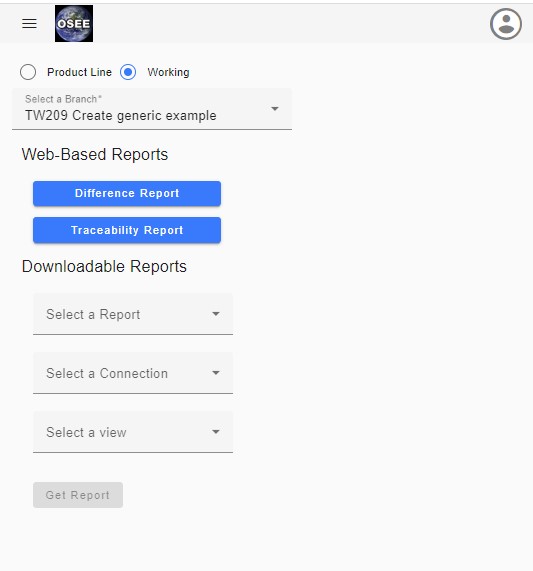 OSEE
Product Line Working
Select a Branch*
TW209 Create generic example
Web-Based Reports
Difference Report
Traceability Report
Downloadable Reports
Select a Report
Select a Connection
Select a view
Get Report